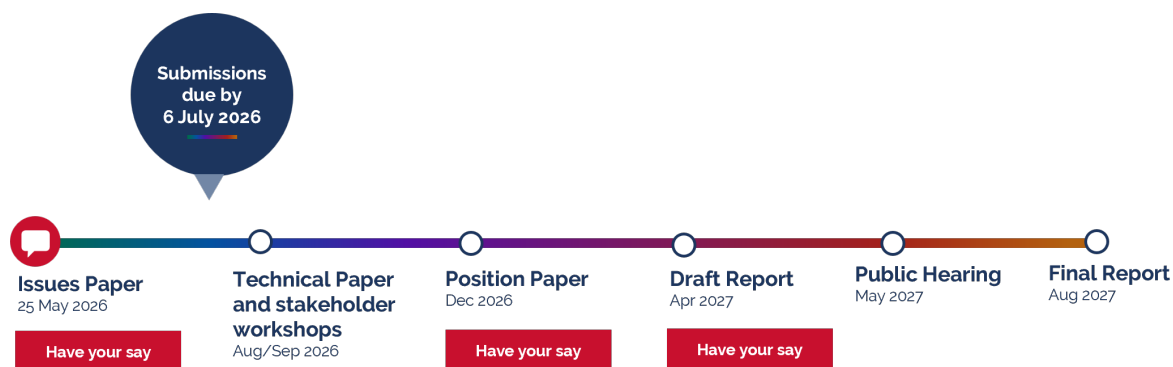 Submissions
due by
6 July 2026
Issues Paper
25 May 2026
Have your say
Technical Paper
and stakeholder
workshops
Aug/Sep 2026
Position Paper
Dec 2026
Have your say
Draft Report
Apr 2027
Have your say
Public Hearing
May 2027
Final Report
Aug 2027